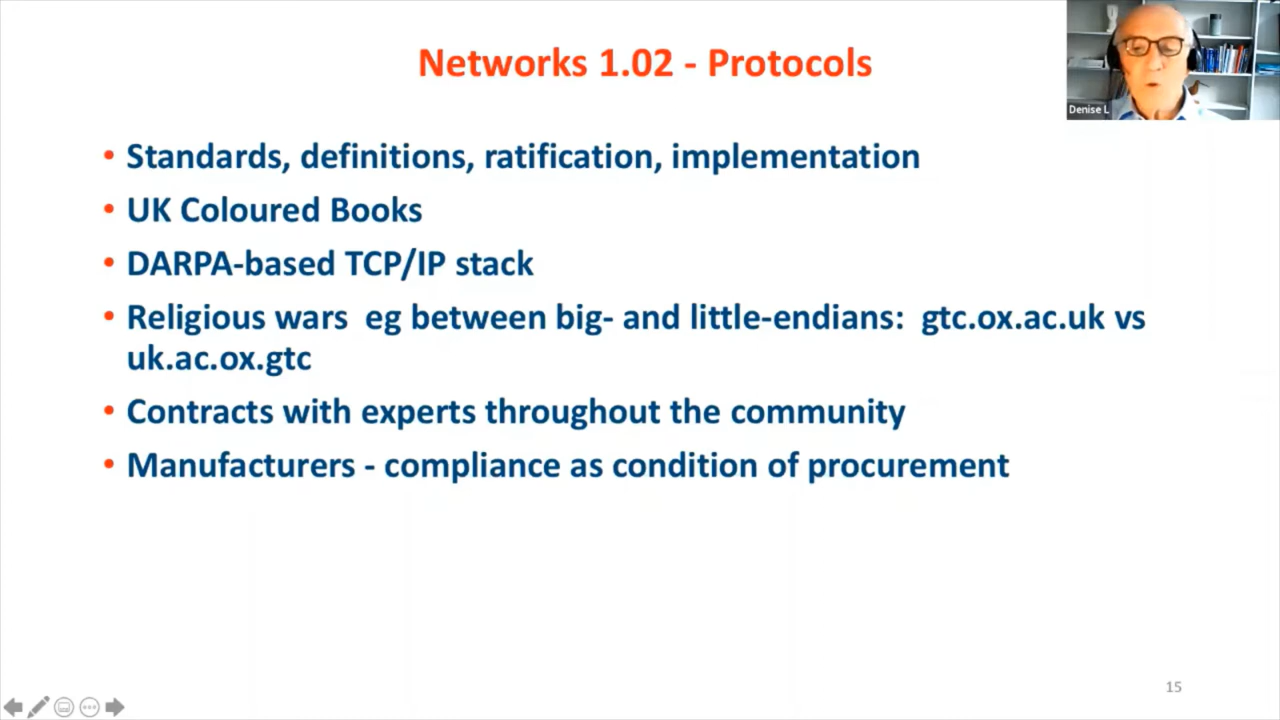 Networks 1.02 - Protocols
Denise L
• Standards, definitions, ratification, implementation
• UK Coloured Books
• DARPA-based TCP/IP stack
• Religious wars eg between big- and little-endians: gtc.ox.ac.uk vs
uk.ac.ox.gtc
• Contracts with experts throughout the community
• Manufacturers - compliance as condition of procurement
15